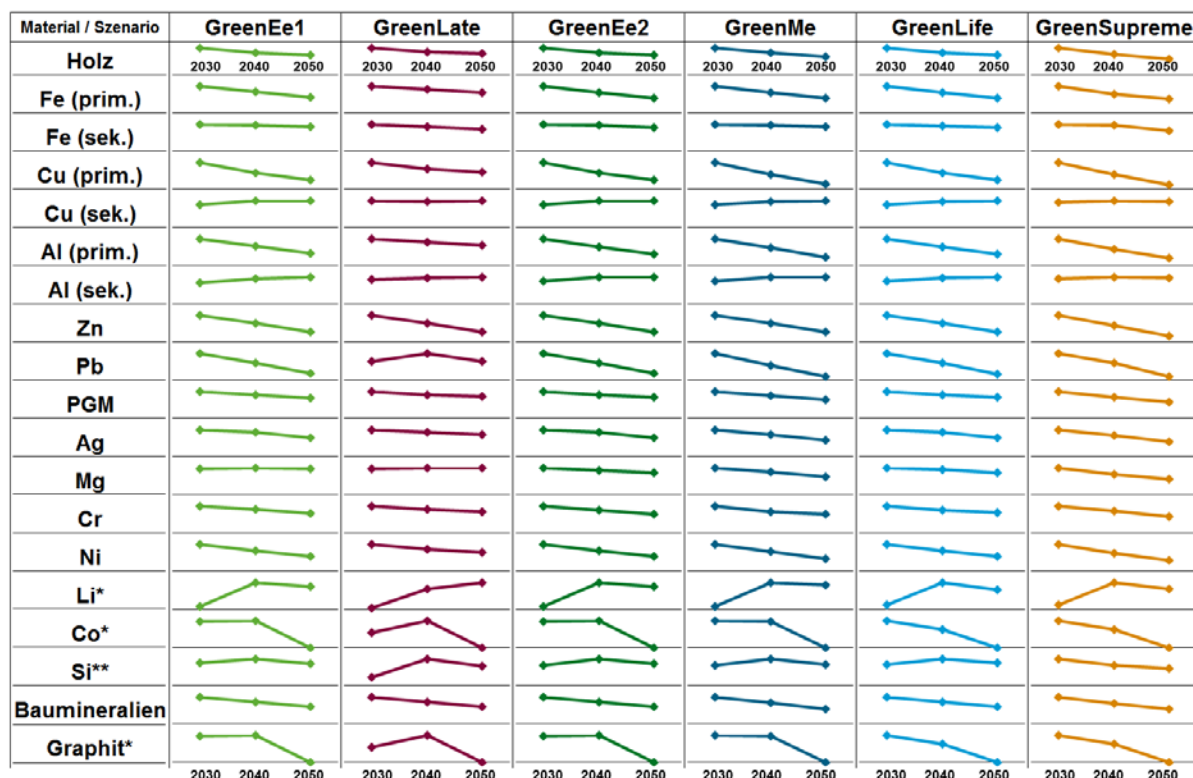 Material / Szenario GreenEe1 GreenLate GreenEe2 GreenMe GreenLife GreenSupreme
Holz
2030 2040 2050 2030 2040 2050 2030 2040 2050 2030 2040 2050 2030 2040 2050 2030 2040 2050
Fe (prim.)
Fe (sek.)
Cu (prim.)
Cu (sek.)
Al (prim.)
Al (sek.)
Zn
Pb
PGM
Ag
Mg
Cr
Ni
Li*
Co*
Si**
Baumineralien
Graphit*
2030 2040 2050 2030 2040 2050 2030 2040 2050 2030 2040 2050 2030 2040 2050 2030 2040 2050